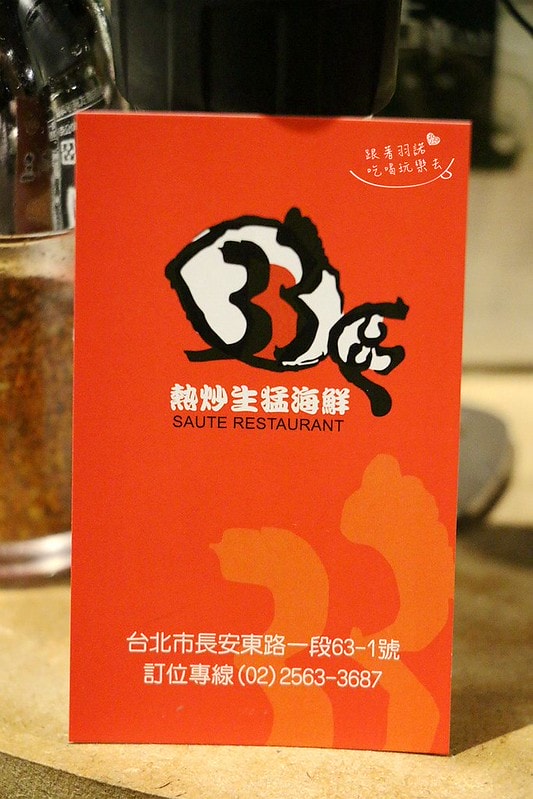 跟著羽諾
吃喝玩樂去
33區
熱炒生猛海鮮
SAUTE RESTAURANT
33
台北市長安東路一段63-1號
訂位專線(02)2563-3687